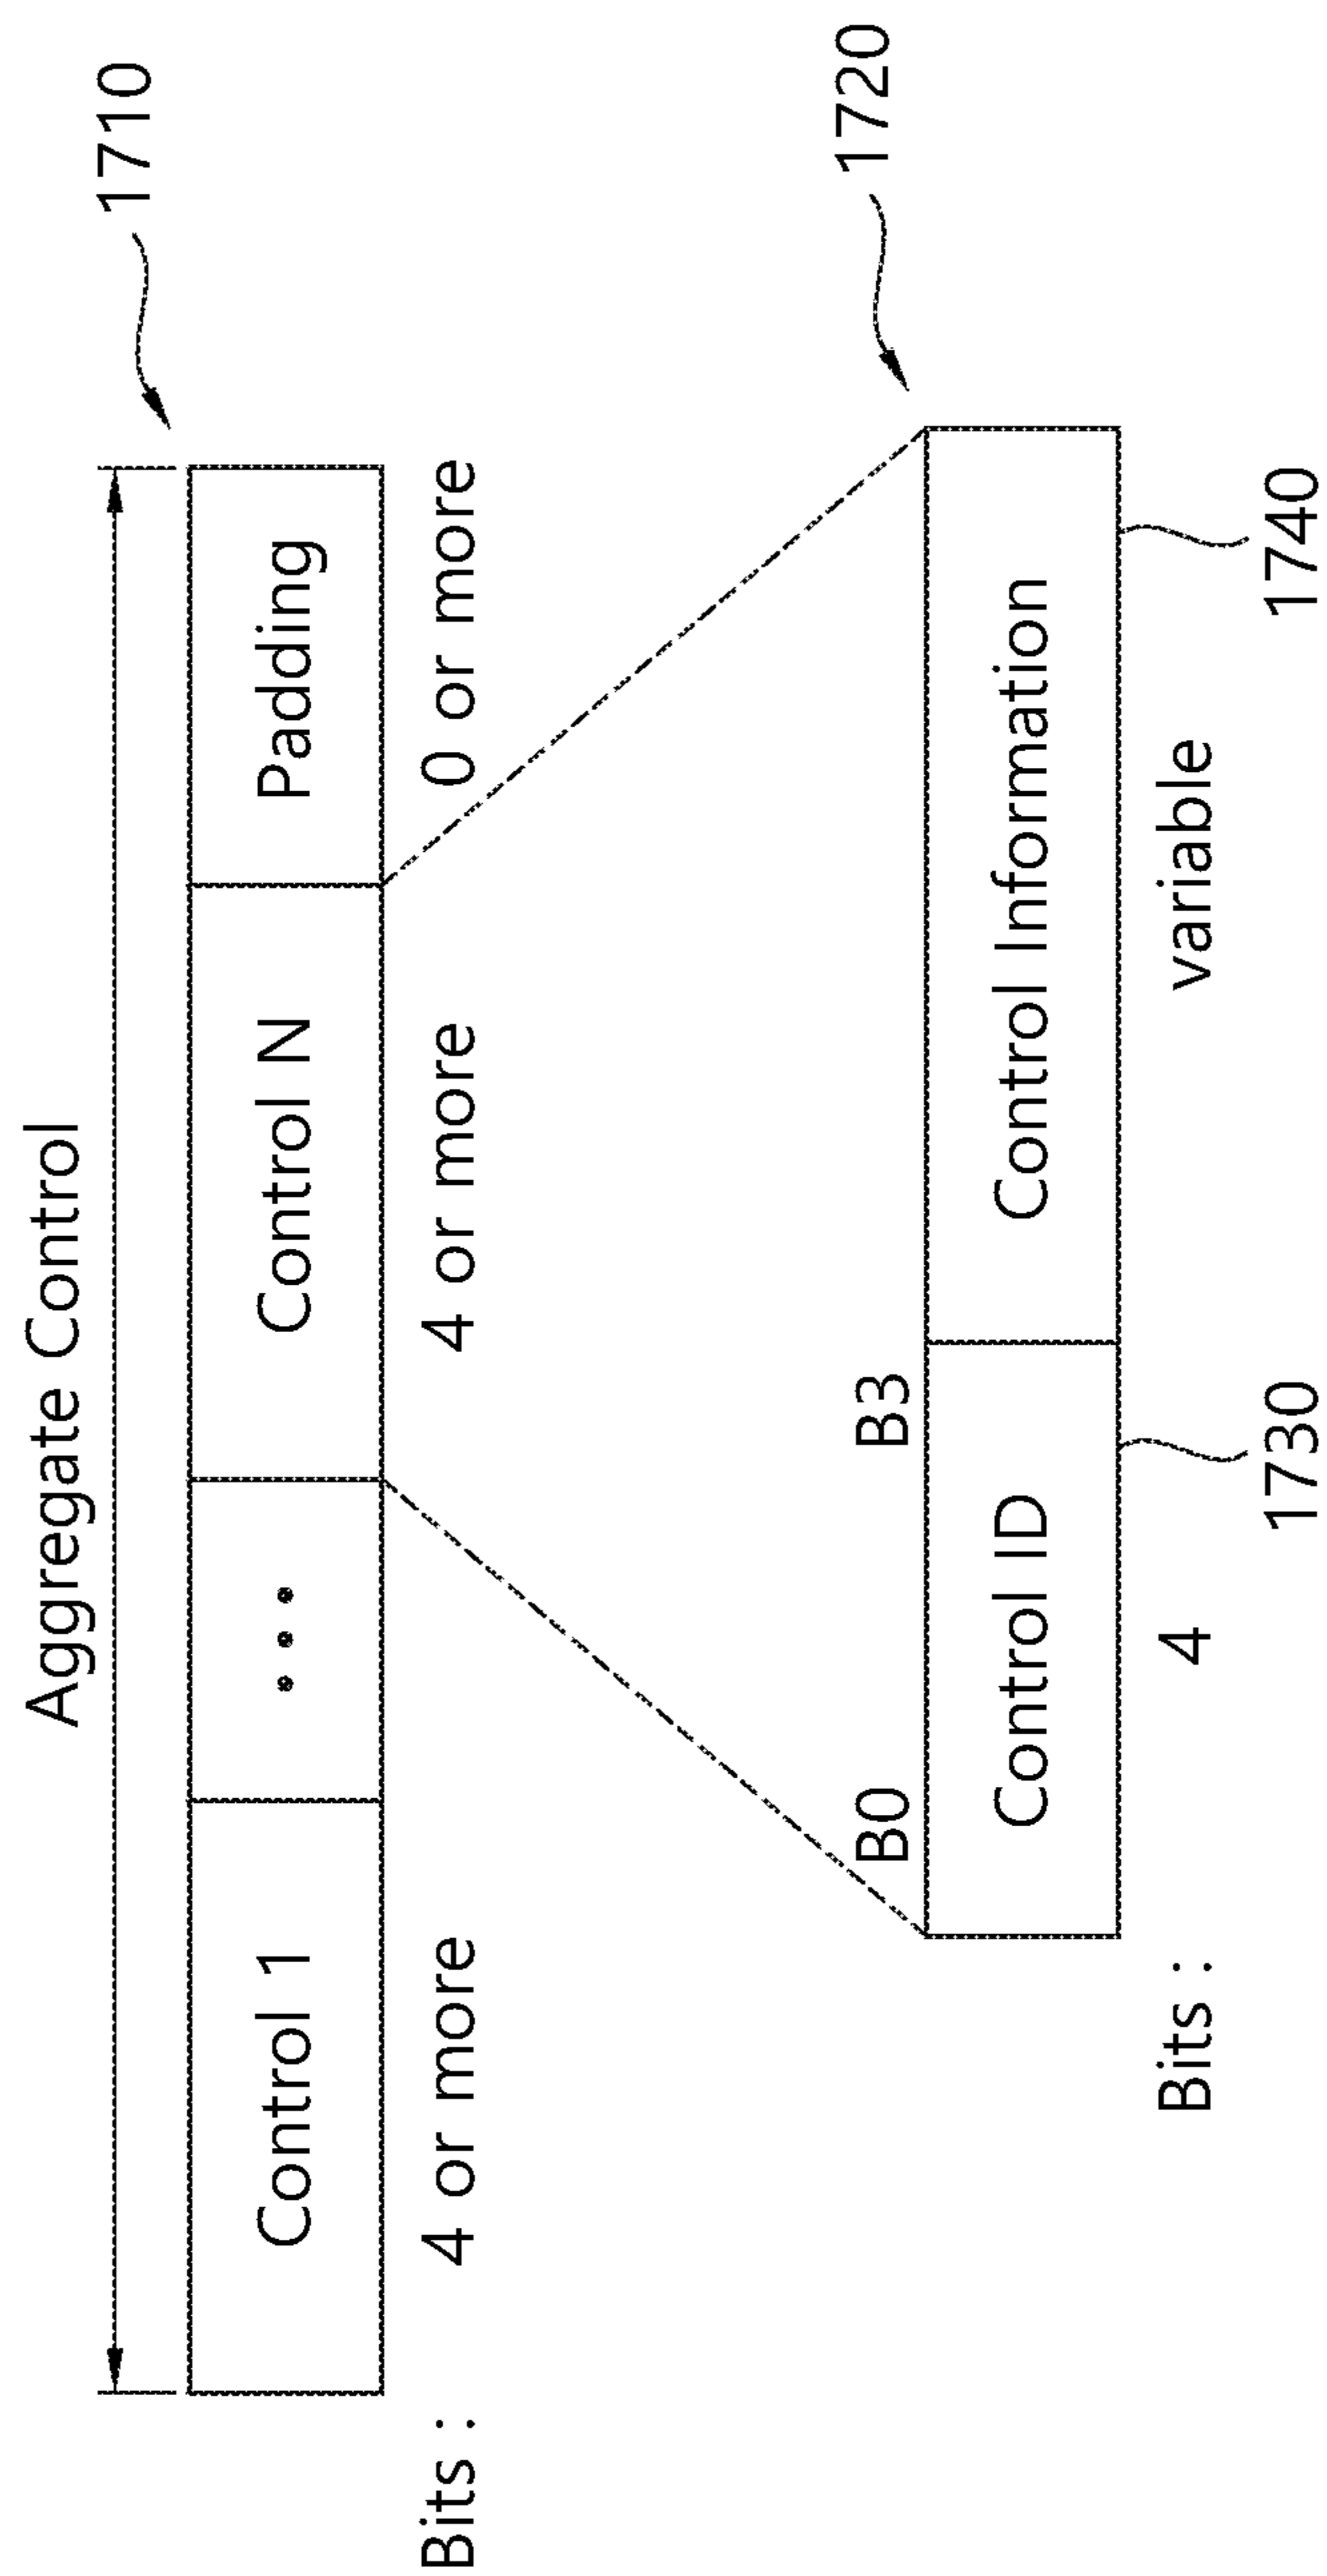 Aggregate Control
1710
Control 1 ... Control N Padding
Bits : 4 or more 4 or more 0 or more
1720
B0 B3
Control ID Control Information
Bits : 4 variable
1730 1740